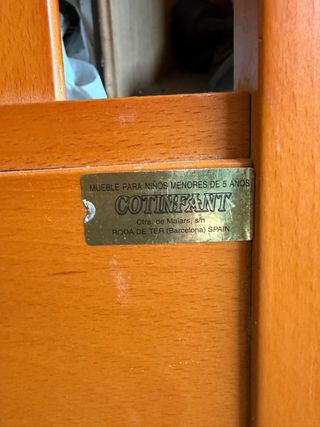 MUEBLE PARA NIÑOS MENORES DE 5 AÑOS
COTINFANT
Ctra. de Malars, s/n
RODA DE TER (Barcelona) SPAIN